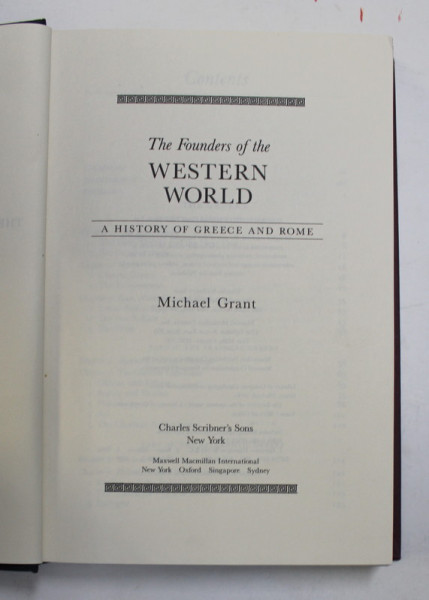 The Founders of the
WESTERN
WORLD
A HISTORY OF GREECE AND ROME
Michael Grant
Charles Scribner's Sons
New York
Maxwell Macmillan International
New York Oxford Singapore Sydney